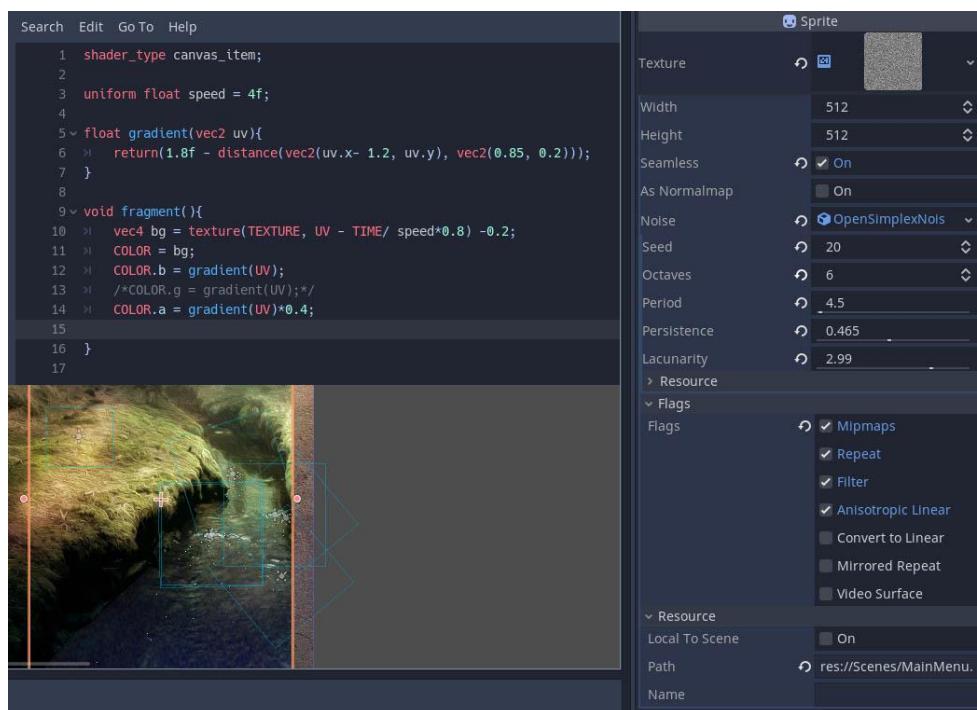 Search Edit Go To Help
1 shader_type canvas_item;
2
3 uniform float speed = 4f;
4
5 float gradient(vec2 uv){
6 return(1.8f - distance(vec2(uv.x- 1.2, uv.y), vec2(0.85, 0.2)));
7 }
8
9 void fragment(){
10 vec4 bg = texture(TEXTURE, UV - TIME/ speed*0.8) -0.2;
11 COLOR = bg;
12 COLOR.b = gradient(UV);
13 /*COLOR.g = gradient(UV);*/
14 COLOR.a = gradient(UV)*0.4;
15
16 }
17
Sprite
Texture
Width 512
Height 512
Seamless On
As Normalmap On
Noise OpenSimplexNois
Seed 20
Octaves 6
Period 4.5
Persistence 0.465
Lacunarity 2.99
Resource
Flags
Flags Mipmaps
Repeat
Filter
Anisotropic Linear
Convert to Linear
Mirrored Repeat
Video Surface
Resource
Local To Scene On
Path res://Scenes/MainMenu.
Name